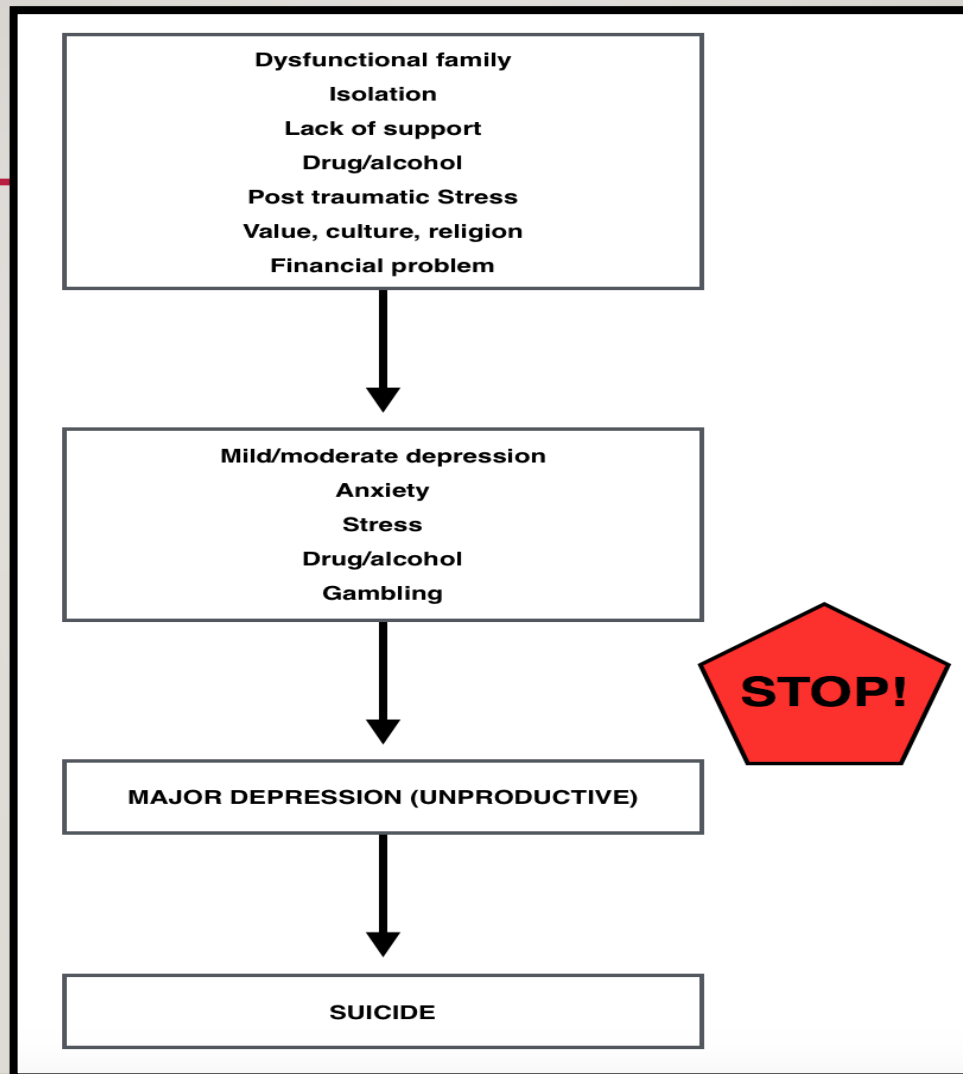 Dysfunctional family
Isolation
Lack of support
Drug/alcohol
Post traumatic Stress
Value, culture, religion
Financial problem
Mild/moderate depression
Anxiety
Stress
Drug/alcohol
Gambling
STOP!
MAJOR DEPRESSION (UNPRODUCTIVE)
SUICIDE